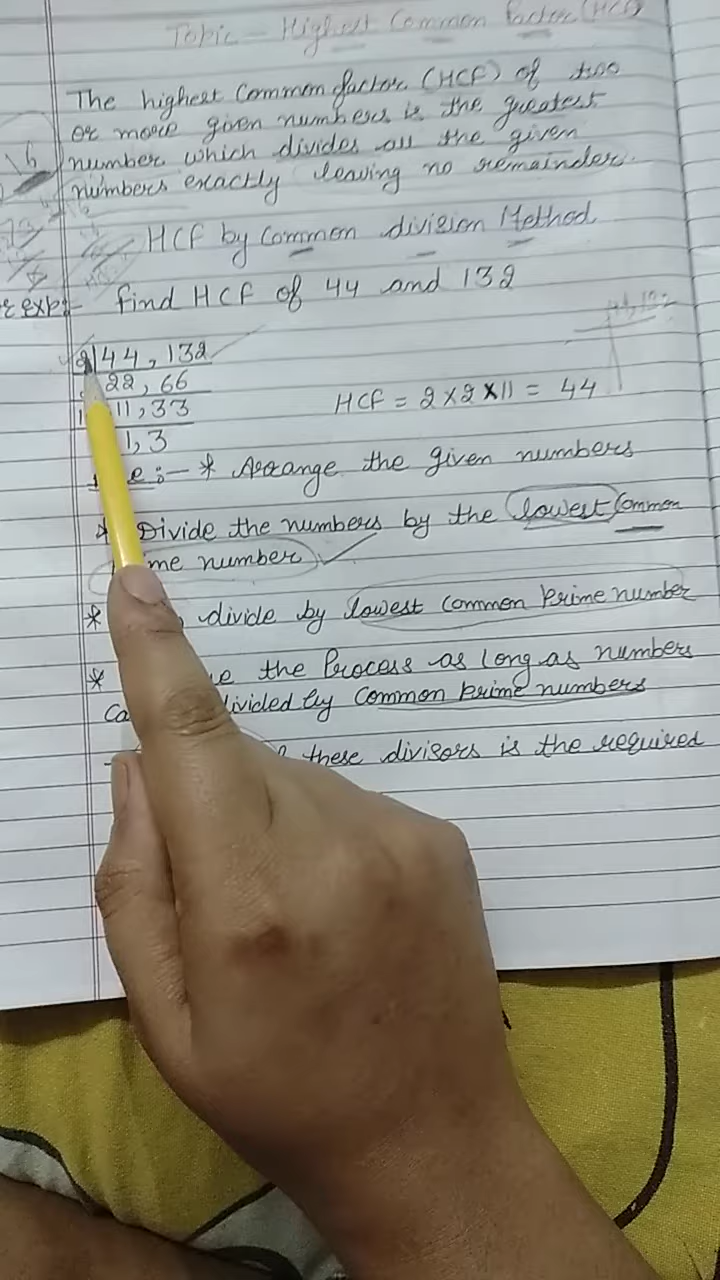 Topic - Highest Common factor (HCF)
The highest Common factor (HCF) of two
or more given numbers is the greatest
number which divides all the given
numbers exactly leaving no remainder.
HCF by Common division Method
exp:- find HCF of 44 and 132
2|44, 132
22, 66
11, 33
1, 3
HCF = 2 × 2 × 11 = 44
* Arrange the given numbers
* Divide the numbers by the lowest Common
me number
* divide by lowest common prime number
* the Process as long as numbers
divided by Common prime numbers
these divisors is the required